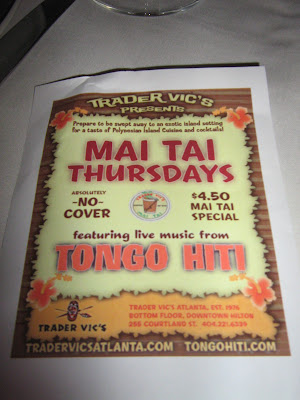 TRADER VIC'S
PRESENTS
Prepare to be swept away to an exotic island setting
for a taste of Polynesian Island Cuisine and cocktails!
MAI TAI
THURSDAYS
ABSOLUTELY
-NO-
COVER
$4.50
MAI TAI
SPECIAL
featuring live music from
TONGO HITI
TRADER VIC'S
TRADER VIC'S ATLANTA, EST. 1976
BOTTOM FLOOR, DOWNTOWN HILTON
255 COURTLAND ST. 404.221.6339
TRADERVICSATLANTA.COM TONGOHITI.COM